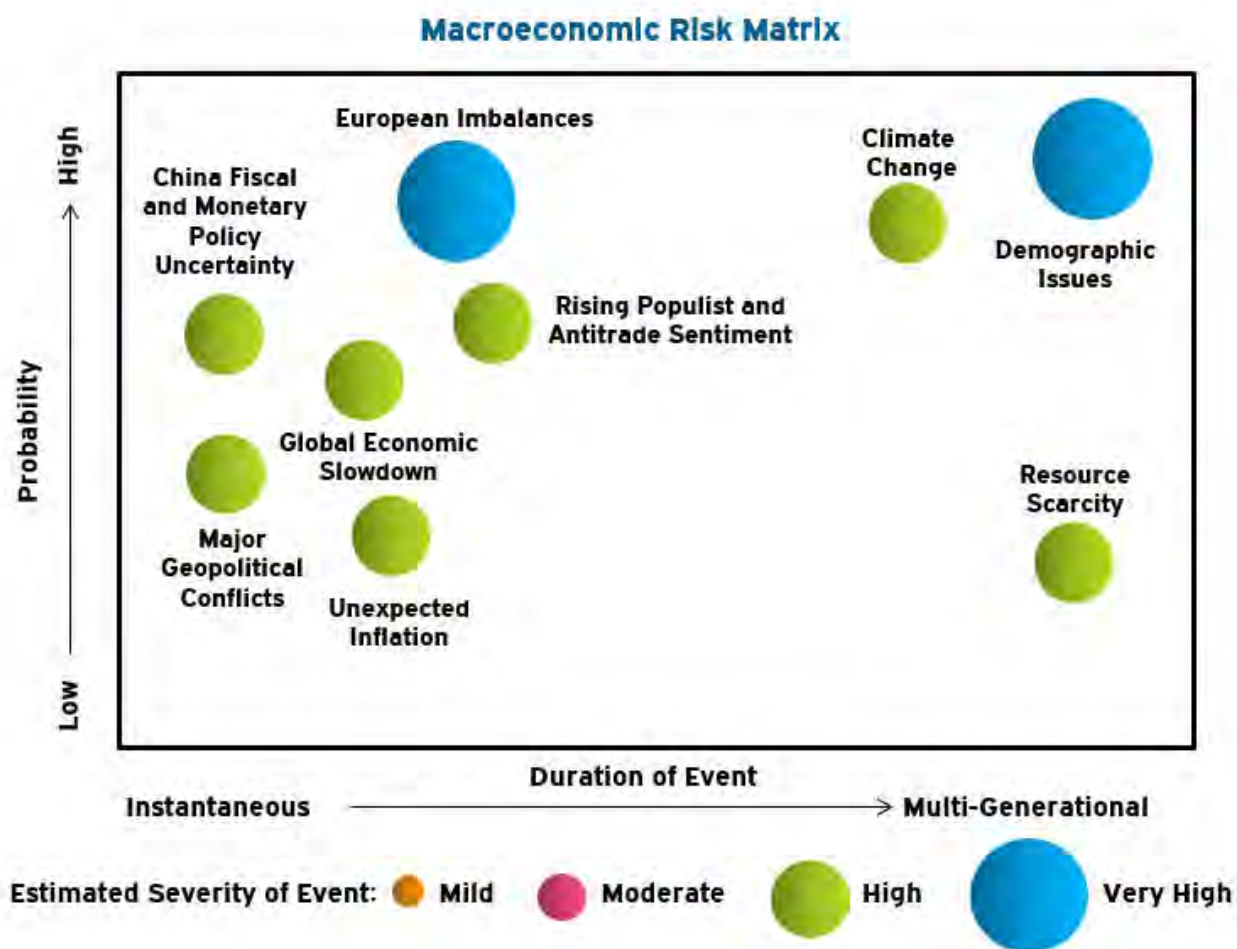 Macroeconomic Risk Matrix
European Imbalances
Climate
Change
China Fiscal
and Monetary
Policy
Uncertainty
Demographic
Issues
Rising Populist and
Antitrade Sentiment
Global Economic
Slowdown
Resource
Scarcity
Major
Geopolitical
Conflicts
Unexpected
Inflation
High
Probability
Low
Duration of Event
Instantaneous
Multi-Generational
Estimated Severity of Event: Mild Moderate High Very High